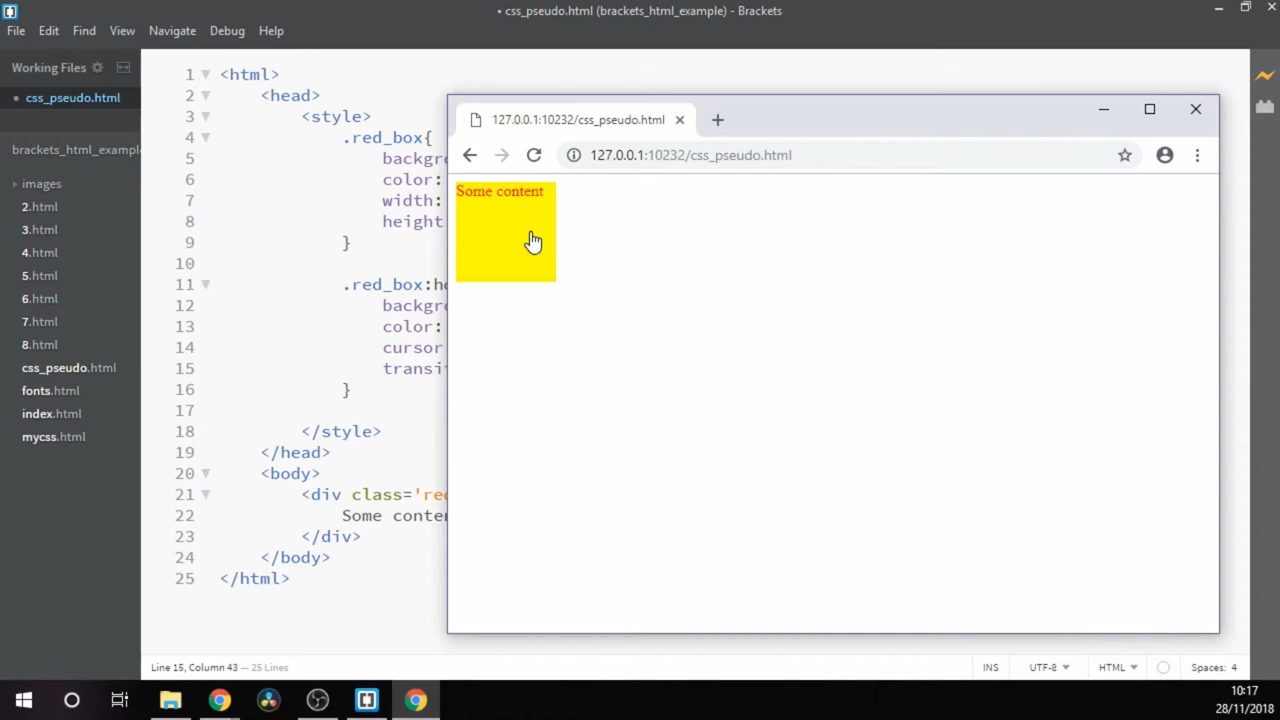 • css_pseudo.html (brackets_html_example) - Brackets
File Edit Find View Navigate Debug Help
Working Files
• css_pseudo.html
brackets_html_example
images
2.html
3.html
4.html
5.html
6.html
7.html
8.html
css_pseudo.html
fonts.html
index.html
mycss.html
1 <html>
2 <head>
3 <style>
4 .red_box{
5 backgro
6 color:
7 width:
8 height
9 }
10
11 .red_box:ho
12 backgro
13 color:
14 cursor
15 transit
16 }
17
18 </style>
19 </head>
20 <body>
21 <div class='red
22 Some conten
23 </div>
24 </body>
25 </html>
127.0.0.1:10232/css_pseudo.html
127.0.0.1:10232/css_pseudo.html
Some content
Line 15, Column 43 — 25 Lines
INS UTF-8 HTML Spaces: 4
10:17
28/11/2018